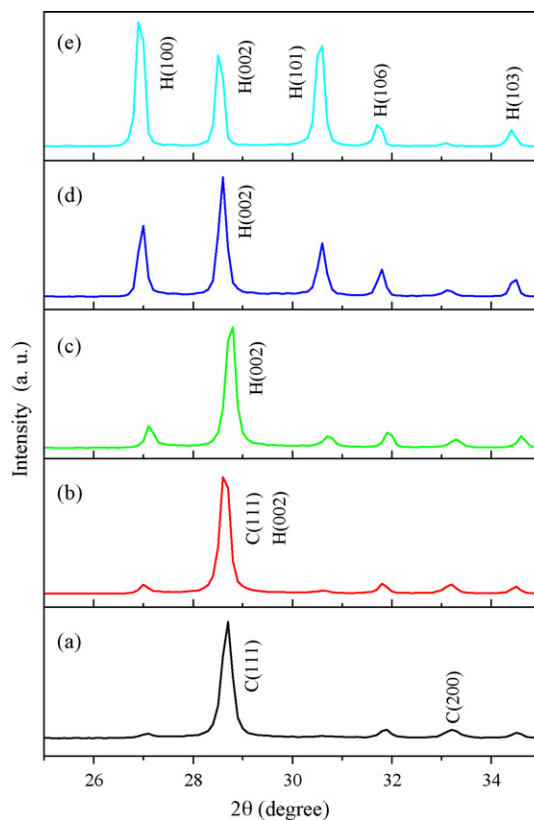 (e)
H(100)
H(002)
H(101)
H(106)
H(103)
(d)
H(002)
(c)
H(002)
(b)
C(111)
H(002)
(a)
C(111)
C(200)
Intensity (a. u.)
26 28 30 32 34
2θ (degree)